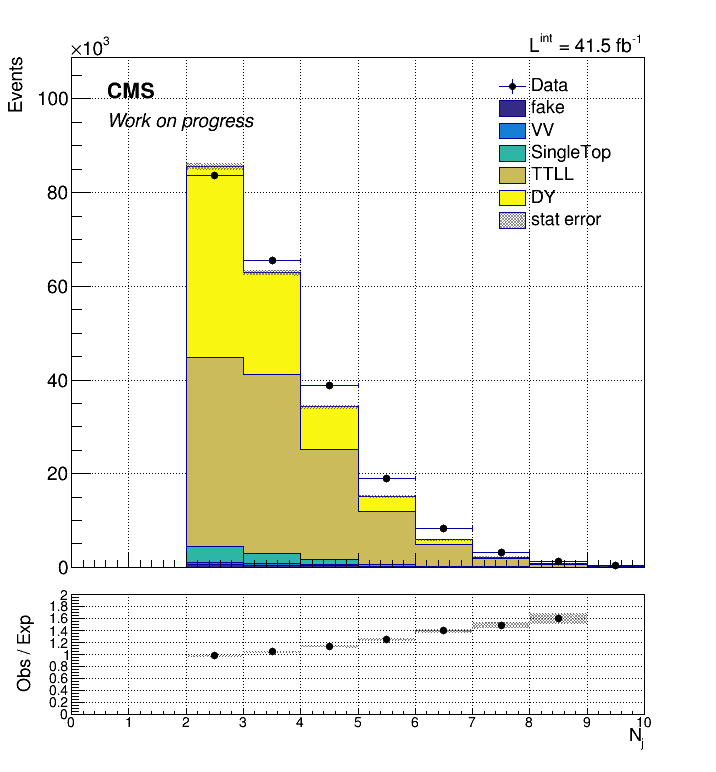 ×10³
L^int = 41.5 fb⁻¹
Events
CMS
Work on progress
Data
fake
VV
SingleTop
TTLL
DY
stat error
100
80
60
40
20
0
Obs / Exp
2
1.8
1.6
1.4
1.2
1
0.8
0.6
0.4
0.2
0
0 1 2 3 4 5 6 7 8 9 10
N_j